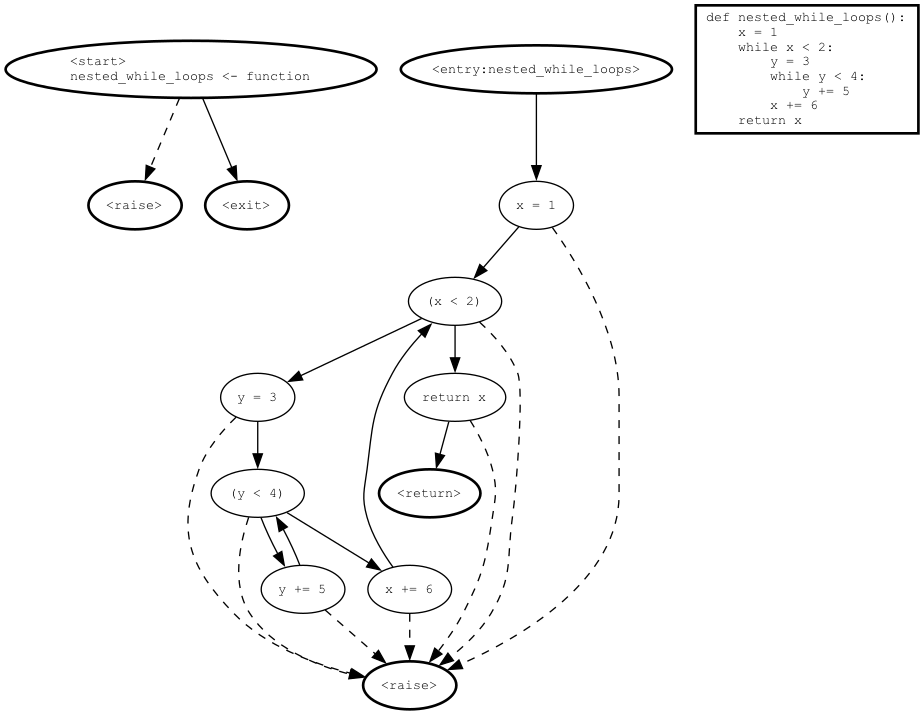 <start>
nested_while_loops <- function
<entry:nested_while_loops>
def nested_while_loops():
    x = 1
    while x < 2:
        y = 3
        while y < 4:
            y += 5
        x += 6
    return x
<raise>
<exit>
x = 1
(x < 2)
y = 3
return x
(y < 4)
<return>
y += 5
x += 6
<raise>